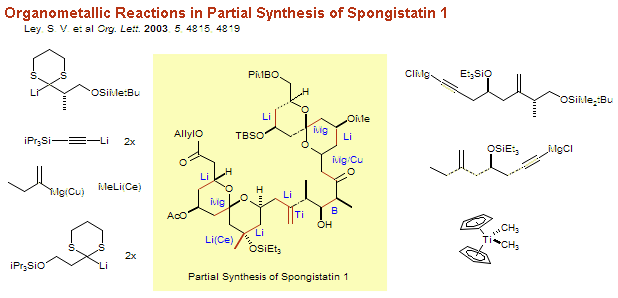 Organometallic Reactions in Partial Synthesis of Spongistatin 1
Ley, S. V. et al Org. Lett. 2003, 5, 4815, 4819
S S
Li
OSiMe2tBu
iPr3Si Li 2x
Mg(Cu) MeLi(Ce)
S S
iPr3SiO Li
2x
PMBO
H
O
Li
OMe
TBSO
Mg
Li
O
Mg/Cu
AllylO
O
O
Li H
O H
Mg O
Li
AcO
Ti B
OH
Li(Ce) Li
OSiEt3
Partial Synthesis of Spongistatin 1
ClMg Et3SiO
OSiMe2tBu
OSiEt3
MgCl
Ti CH3
CH3